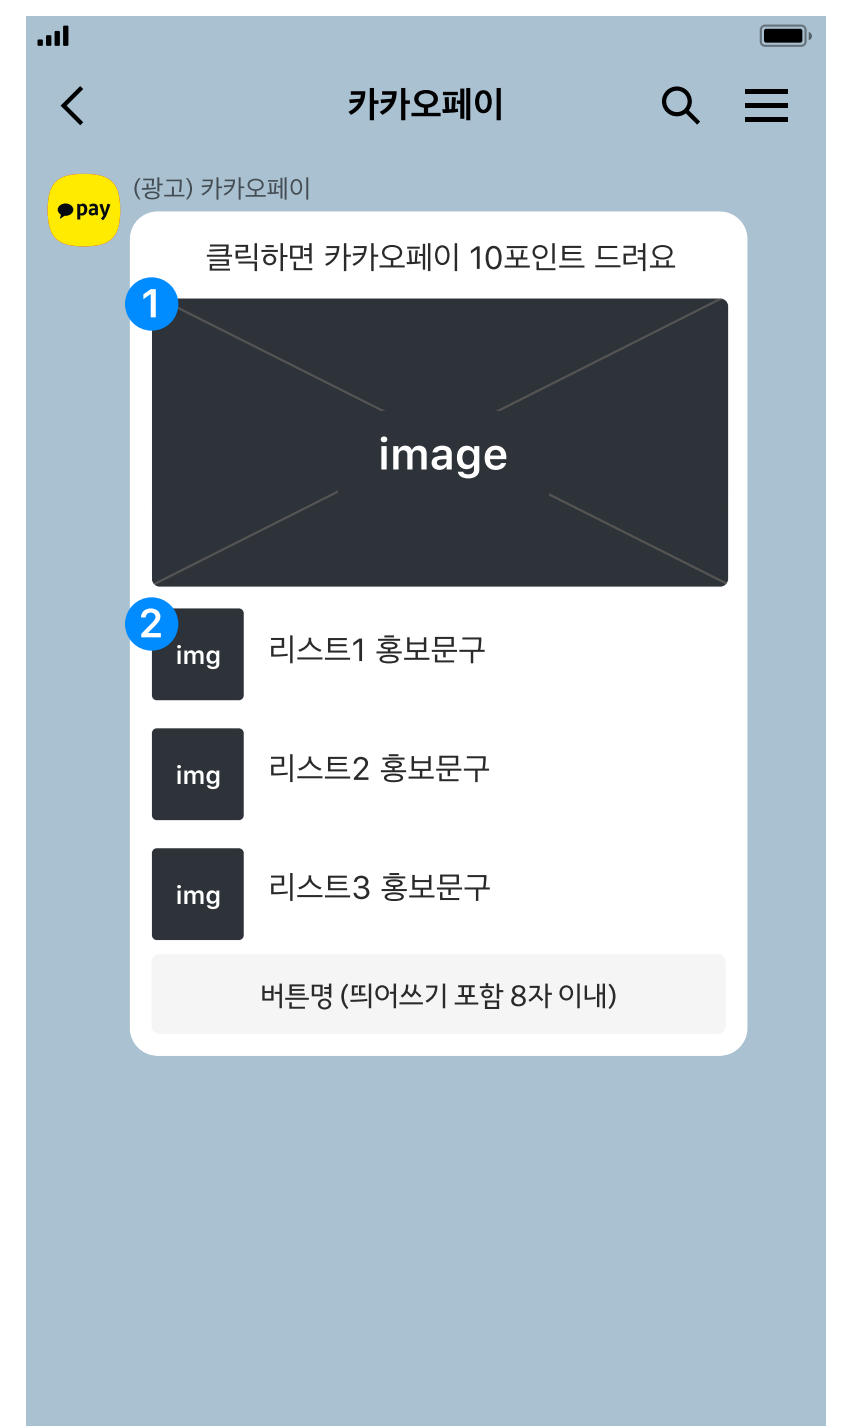 카카오페이
(광고) 카카오페이
pay
클릭하면 카카오페이 10포인트 드려요
1
image
2
img
리스트1 홍보문구
img
리스트2 홍보문구
img
리스트3 홍보문구
버튼명 (띄어쓰기 포함 8자 이내)